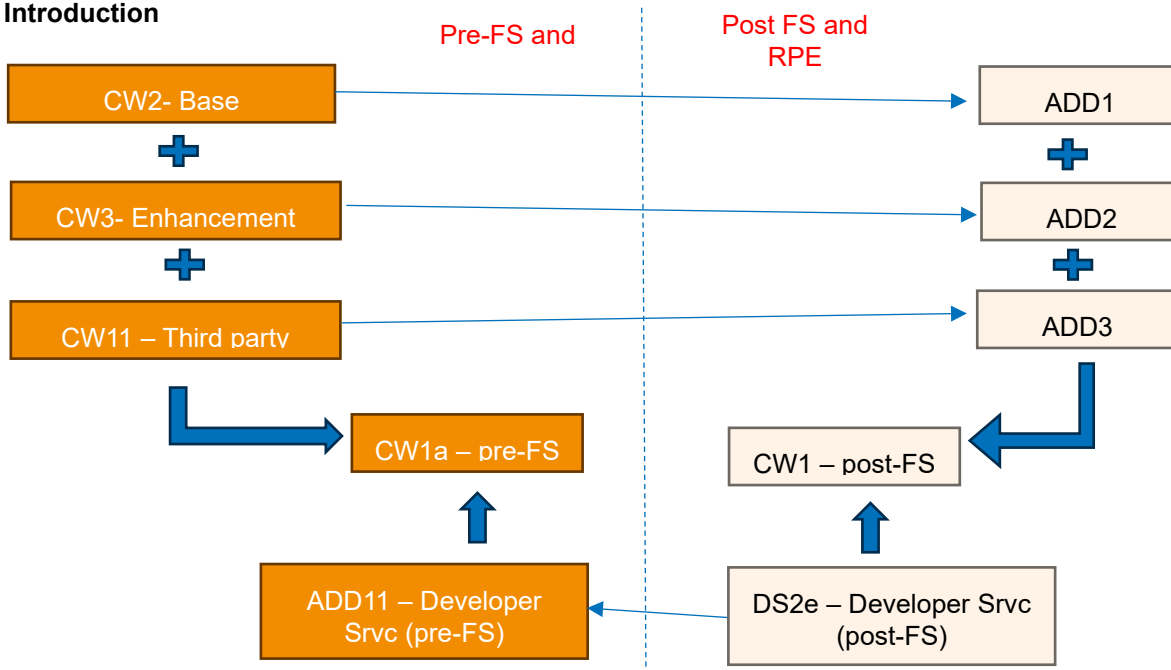 Introduction
Pre-FS and
Post FS and
RPE
CW2- Base
ADD1
CW3- Enhancement
ADD2
CW11 – Third party
ADD3
CW1a – pre-FS
CW1 – post-FS
ADD11 – Developer
Srvc (pre-FS)
DS2e – Developer Srvc
(post-FS)